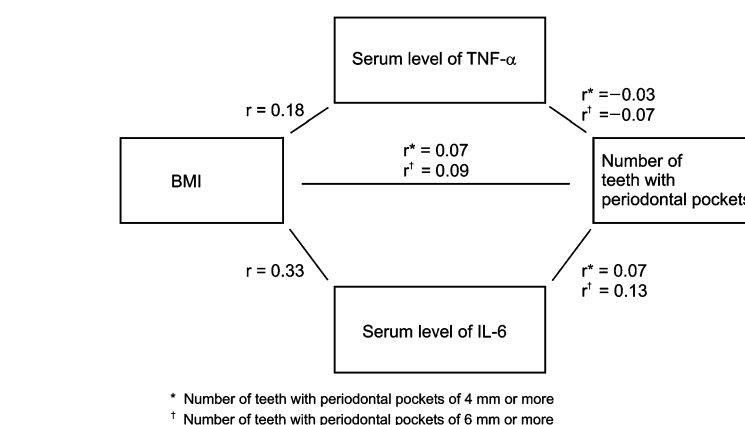 Serum level of TNF-α
r* =−0.03
r† =−0.07
r = 0.18
r* = 0.07
r† = 0.09
BMI
Number of
teeth with
periodontal pockets
r = 0.33
r* = 0.07
r† = 0.13
Serum level of IL-6
* Number of teeth with periodontal pockets of 4 mm or more
† Number of teeth with periodontal pockets of 6 mm or more